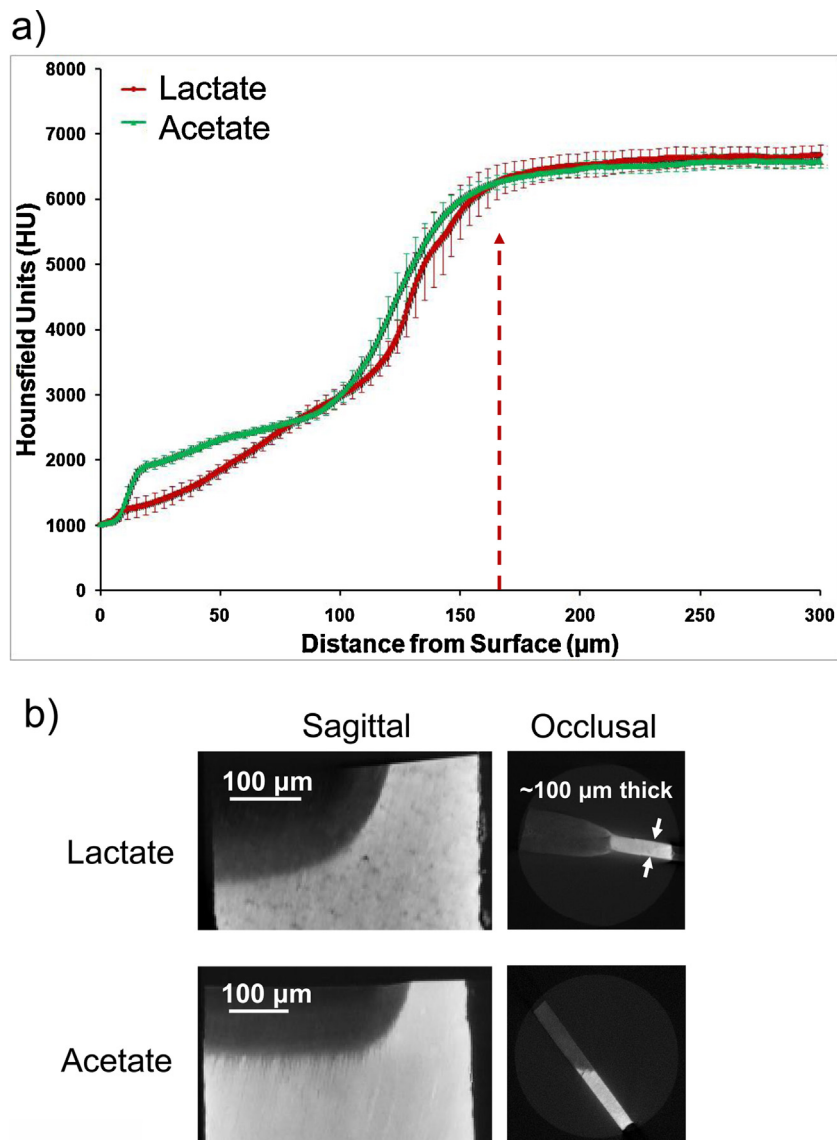 a)
8000
7000
6000
5000
4000
3000
2000
1000
0
Hounsfield Units (HU)
Lactate
Acetate
0 50 100 150 200 250 300
Distance from Surface (µm)
b)
Sagittal Occlusal
Lactate
100 µm
~100 µm thick
Acetate
100 µm